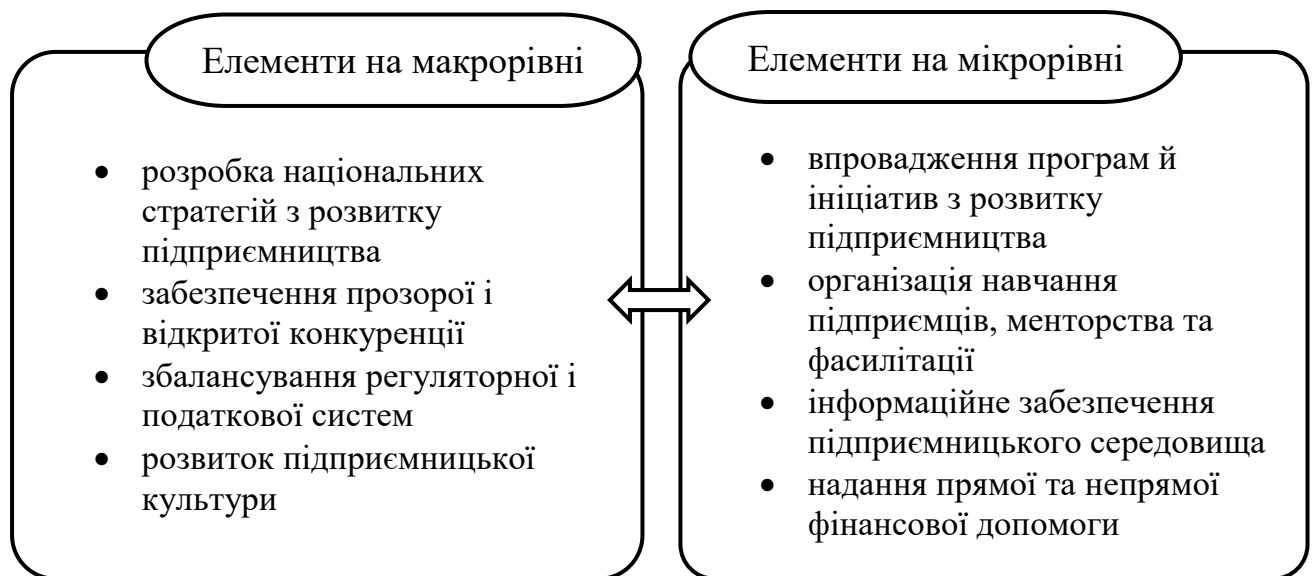 Елементи на макрорівні
• розробка національних
стратегій з розвитку
підприємництва
• забезпечення прозорої і
відкритої конкуренції
• збалансування регуляторної і
податкової систем
• розвиток підприємницької
культури
Елементи на мікрорівні
• впровадження програм й
ініціатив з розвитку
підприємництва
• організація навчання
підприємців, менторства та
фасилітації
• інформаційне забезпечення
підприємницького середовища
• надання прямої та непрямої
фінансової допомоги